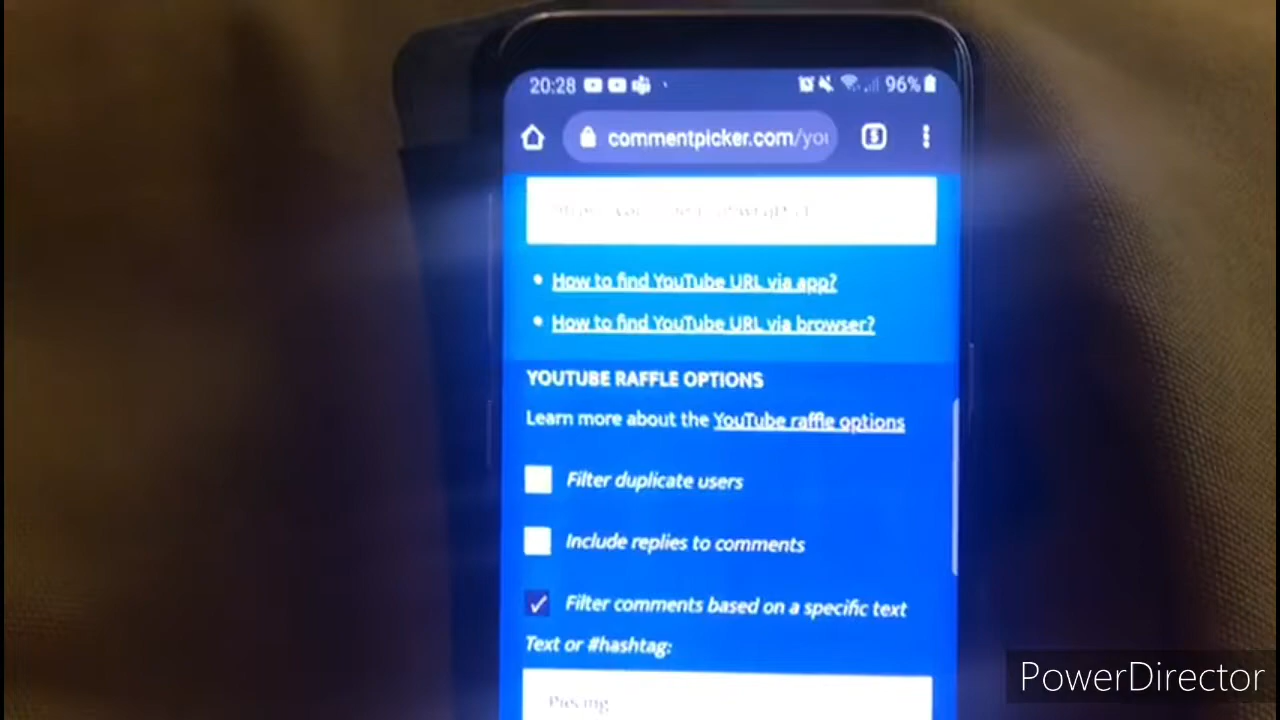 20:28 96%
commentpicker.com/you
How to find YouTube URL via app?
How to find YouTube URL via browser?
YOUTUBE RAFFLE OPTIONS
Learn more about the YouTube raffle options
Filter duplicate users
Include replies to comments
Filter comments based on a specific text
Text or #hashtag:
PowerDirector